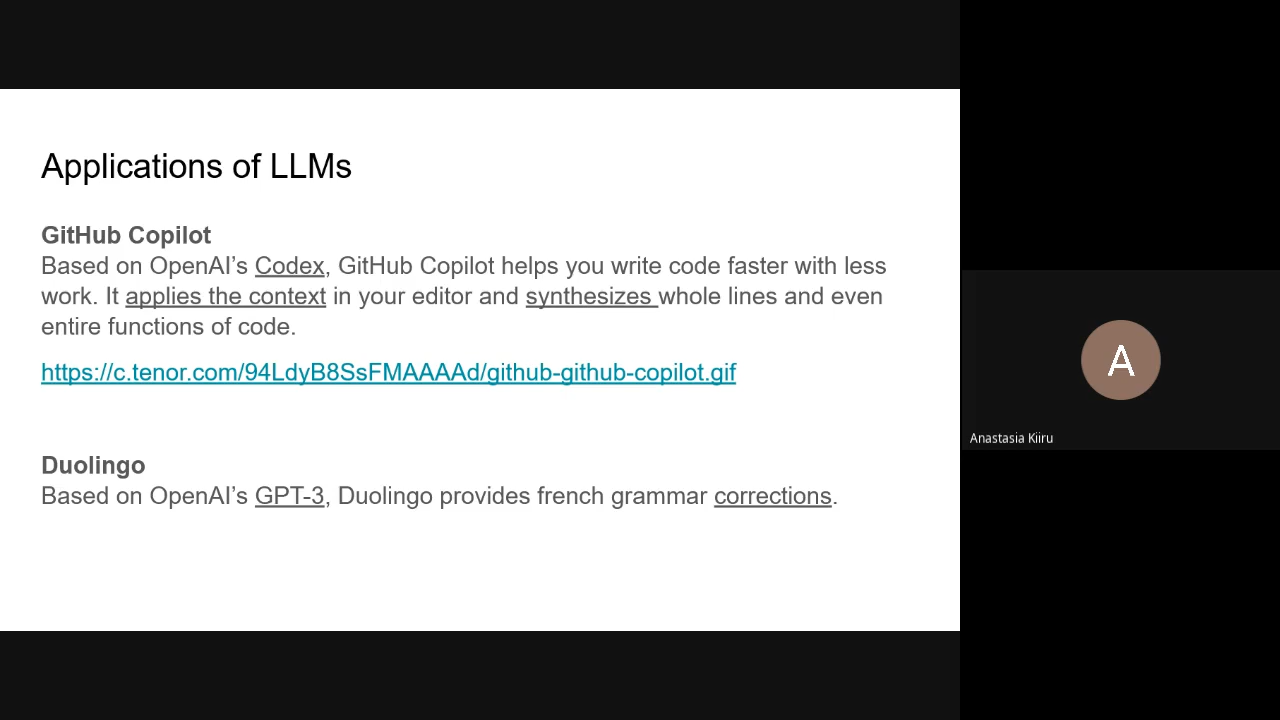 Applications of LLMs
GitHub Copilot
Based on OpenAI’s Codex, GitHub Copilot helps you write code faster with less
work. It applies the context in your editor and synthesizes whole lines and even
entire functions of code.
https://c.tenor.com/94LdyB8SsFMAAAAd/github-github-copilot.gif
Duolingo
Based on OpenAI’s GPT-3, Duolingo provides french grammar corrections.
A
Anastasia Kiiru